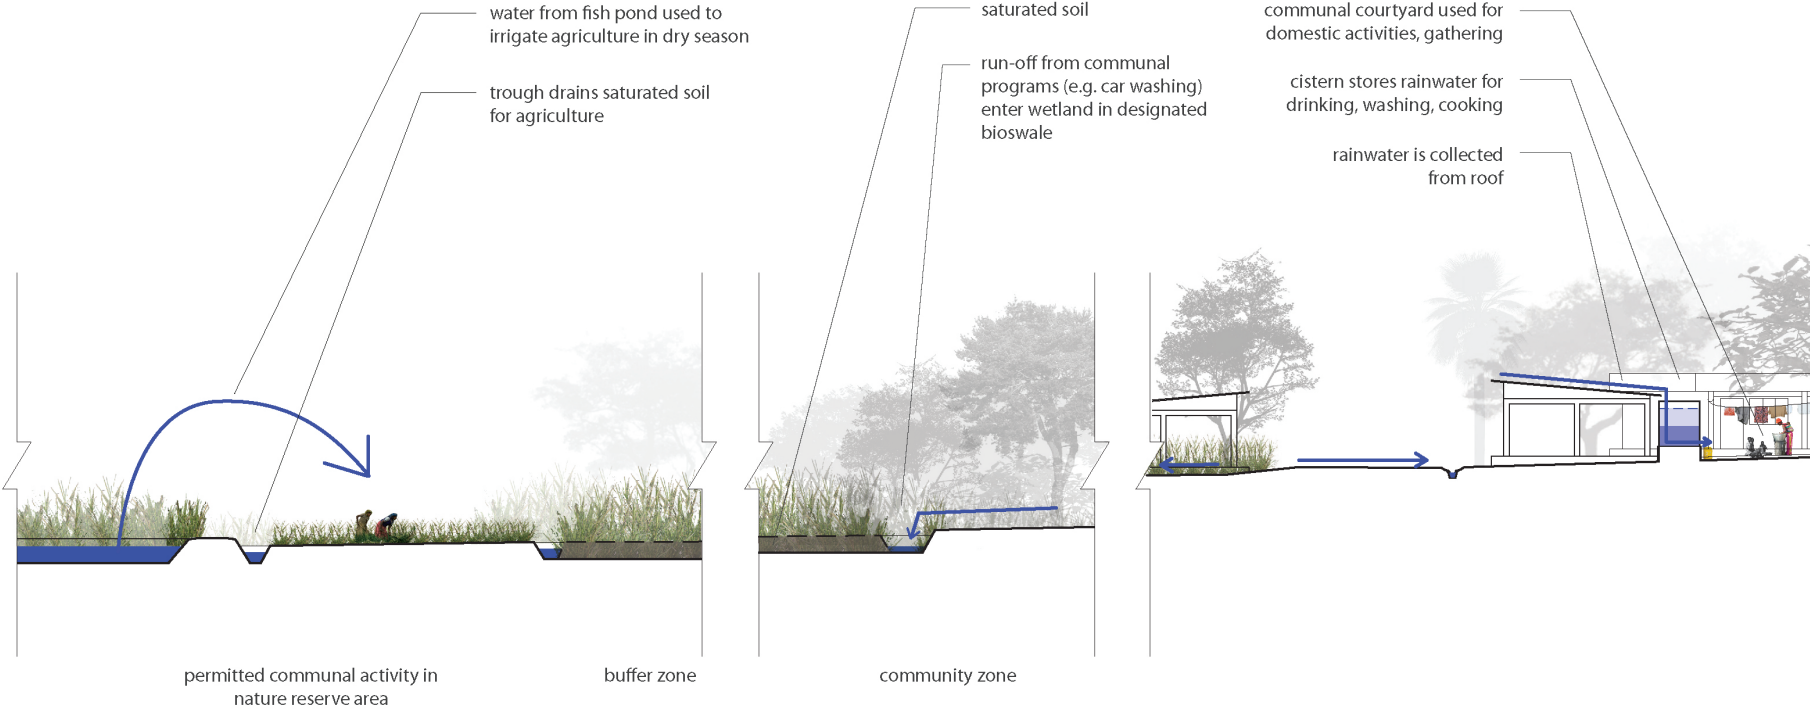 water from fish pond used to
irrigate agriculture in dry season
trough drains saturated soil
for agriculture
saturated soil
run-off from communal
programs (e.g. car washing)
enter wetland in designated
bioswale
communal courtyard used for
domestic activities, gathering
cistern stores rainwater for
drinking, washing, cooking
rainwater is collected
from roof
permitted communal activity in
nature reserve area
buffer zone
community zone